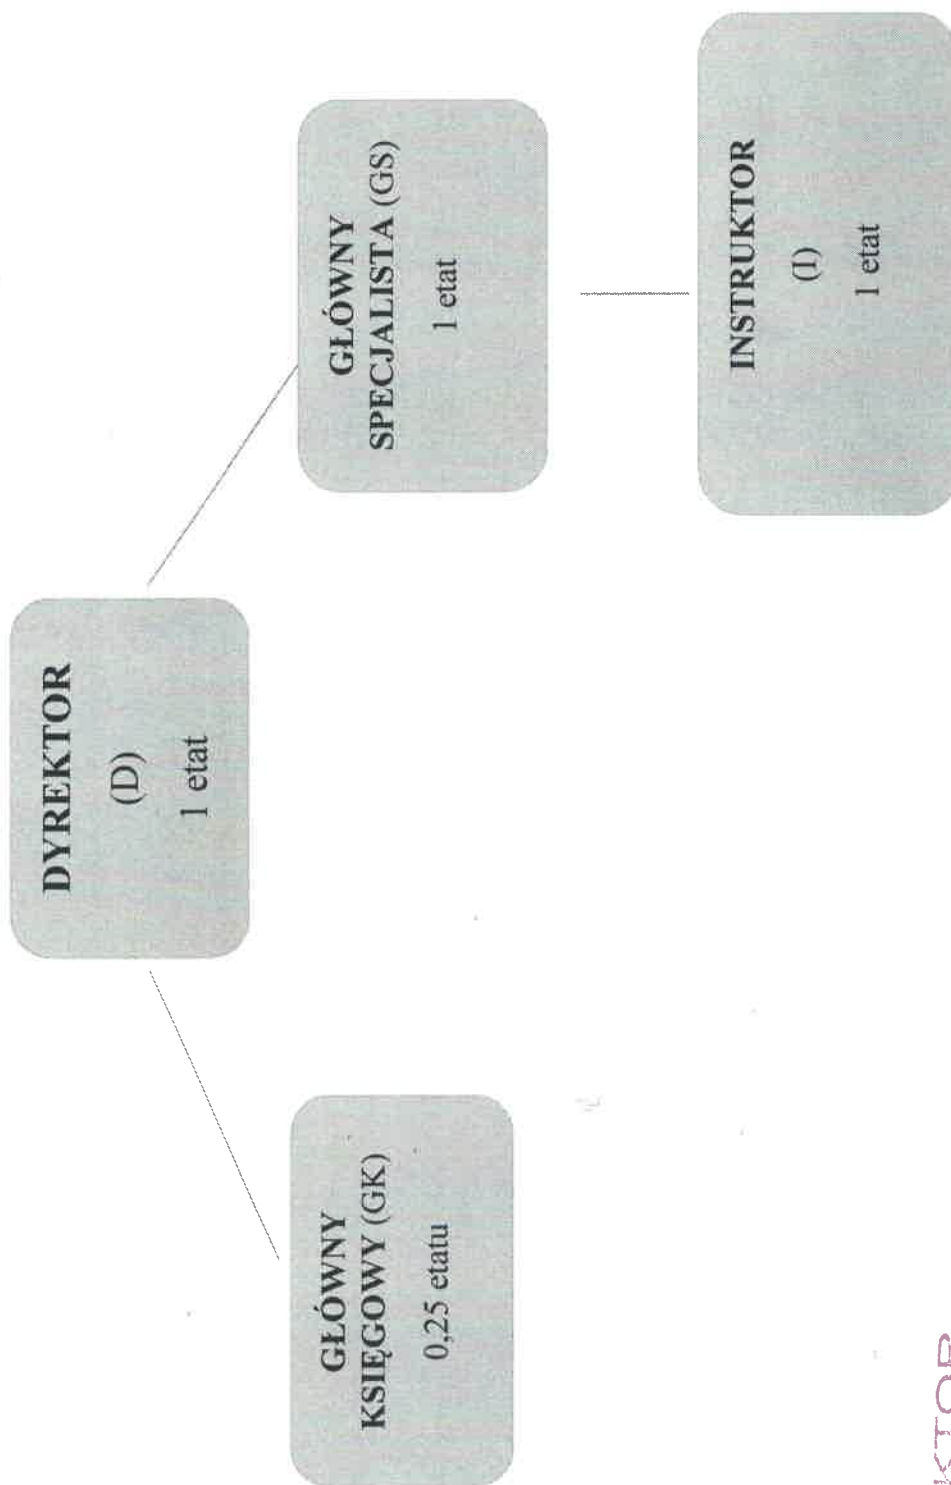 DYREKTOR
(D)
1 etat
GŁÓWNY
KSIĘGOWY (GK)
0,25 etatu
GŁÓWNY
SPECJALISTA (GS)
1 etat
INSTRUKTOR
(I)
1 etat